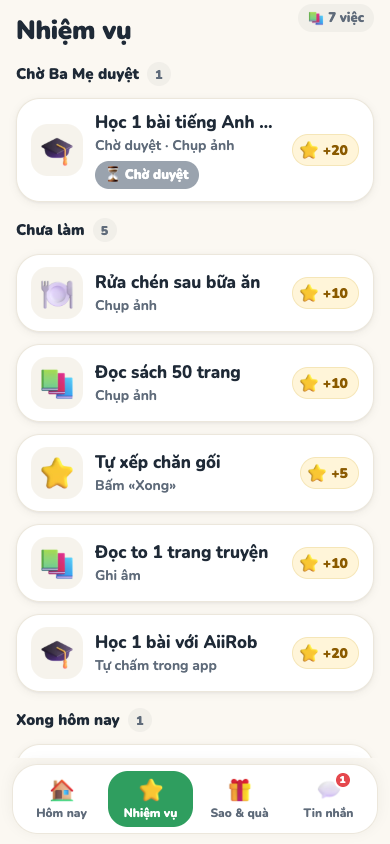 Nhiệm vụ
7 việc
Chờ Ba Mẹ duyệt 1
Học 1 bài tiếng Anh ...
Chờ duyệt · Chụp ảnh
Chờ duyệt
+20
Chưa làm 5
Rửa chén sau bữa ăn
Chụp ảnh
+10
Đọc sách 50 trang
Chụp ảnh
+10
Tự xếp chăn gối
Bấm «Xong»
+5
Đọc to 1 trang truyện
Ghi âm
+10
Học 1 bài với AiiRob
Tự chấm trong app
+20
Xong hôm nay 1
1
Hôm nay Nhiệm vụ Sao & quà Tin nhắn